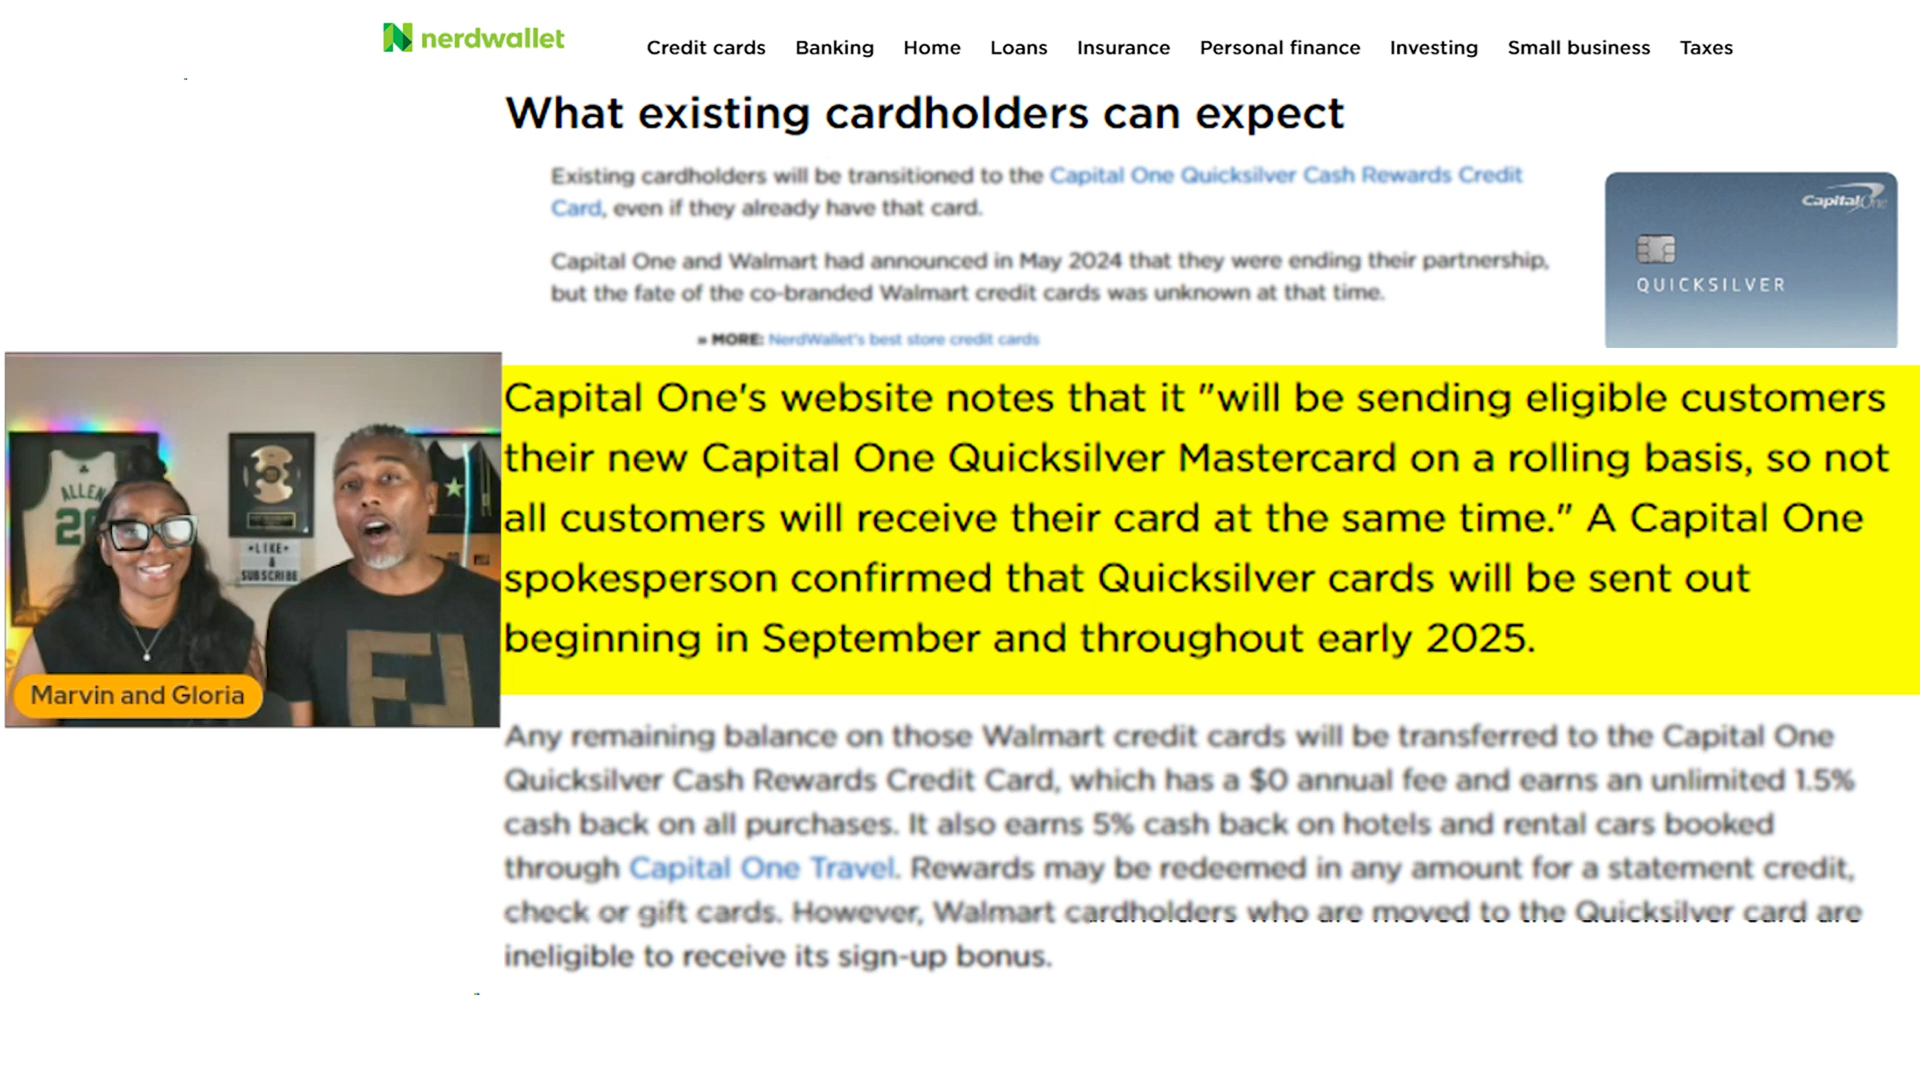 nerdwallet
Credit cards Banking Home Loans Insurance Personal finance Investing Small business Taxes
What existing cardholders can expect
Existing cardholders will be transitioned to the Capital One Quicksilver Cash Rewards Credit
Card, even if they already have that card.
Capital One and Walmart had announced in May 2024 that they were ending their partnership,
but the fate of the co-branded Walmart credit cards was unknown at that time.
» MORE: NerdWallet's best store credit cards
CapitalOne
QUICKSILVER
Capital One's website notes that it "will be sending eligible customers
their new Capital One Quicksilver Mastercard on a rolling basis, so not
all customers will receive their card at the same time." A Capital One
spokesperson confirmed that Quicksilver cards will be sent out
beginning in September and throughout early 2025.
ALLEN
20
•LIKE•
&
SUBSCRIBE
Marvin and Gloria
Any remaining balance on those Walmart credit cards will be transferred to the Capital One
Quicksilver Cash Rewards Credit Card, which has a $0 annual fee and earns an unlimited 1.5%
cash back on all purchases. It also earns 5% cash back on hotels and rental cars booked
through Capital One Travel. Rewards may be redeemed in any amount for a statement credit,
check or gift cards. However, Walmart cardholders who are moved to the Quicksilver card are
ineligible to receive its sign-up bonus.